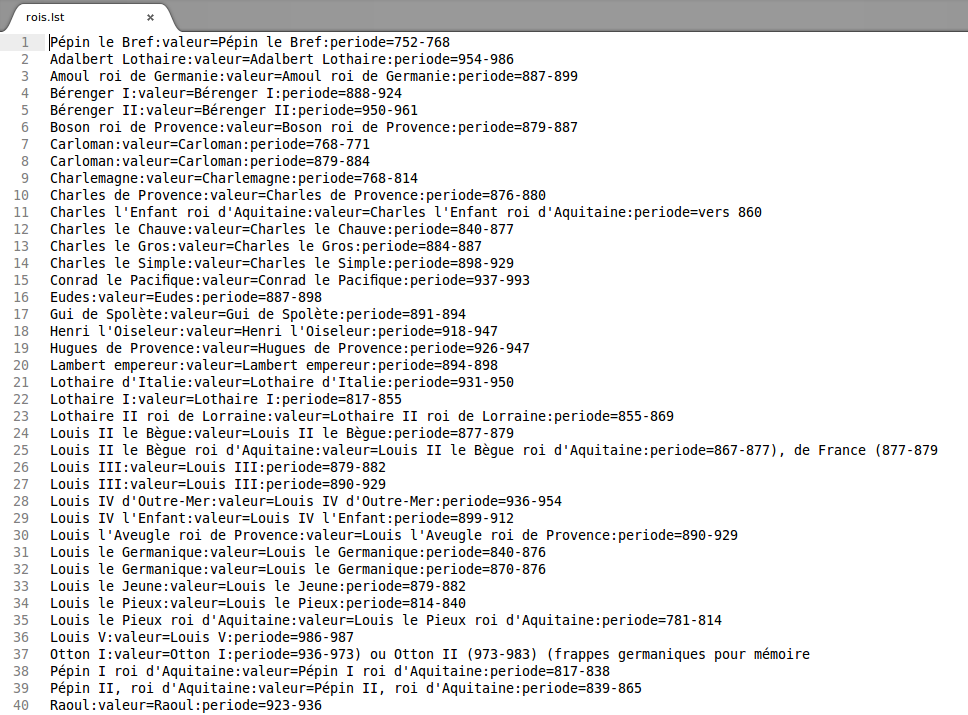 rois.lst ×
1 Pépin le Bref:valeur=Pépin le Bref:periode=752-768
2 Adalbert Lothaire:valeur=Adalbert Lothaire:periode=954-986
3 Amoul roi de Germanie:valeur=Amoul roi de Germanie:periode=887-899
4 Bérenger I:valeur=Bérenger I:periode=888-924
5 Bérenger II:valeur=Bérenger II:periode=950-961
6 Boson roi de Provence:valeur=Boson roi de Provence:periode=879-887
7 Carloman:valeur=Carloman:periode=768-771
8 Carloman:valeur=Carloman:periode=879-884
9 Charlemagne:valeur=Charlemagne:periode=768-814
10 Charles de Provence:valeur=Charles de Provence:periode=876-880
11 Charles l'Enfant roi d'Aquitaine:valeur=Charles l'Enfant roi d'Aquitaine:periode=vers 860
12 Charles le Chauve:valeur=Charles le Chauve:periode=840-877
13 Charles le Gros:valeur=Charles le Gros:periode=884-887
14 Charles le Simple:valeur=Charles le Simple:periode=898-929
15 Conrad le Pacifique:valeur=Conrad le Pacifique:periode=937-993
16 Eudes:valeur=Eudes:periode=887-898
17 Gui de Spolète:valeur=Gui de Spolète:periode=891-894
18 Henri l'Oiseleur:valeur=Henri l'Oiseleur:periode=918-947
19 Hugues de Provence:valeur=Hugues de Provence:periode=926-947
20 Lambert empereur:valeur=Lambert empereur:periode=894-898
21 Lothaire d'Italie:valeur=Lothaire d'Italie:periode=931-950
22 Lothaire I:valeur=Lothaire I:periode=817-855
23 Lothaire II roi de Lorraine:valeur=Lothaire II roi de Lorraine:periode=855-869
24 Louis II le Bègue:valeur=Louis II le Bègue:periode=877-879
25 Louis II le Bègue roi d'Aquitaine:valeur=Louis II le Bègue roi d'Aquitaine:periode=867-877), de France (877-879
26 Louis III:valeur=Louis III:periode=879-882
27 Louis III:valeur=Louis III:periode=890-929
28 Louis IV d'Outre-Mer:valeur=Louis IV d'Outre-Mer:periode=936-954
29 Louis IV l'Enfant:valeur=Louis IV l'Enfant:periode=899-912
30 Louis l'Aveugle roi de Provence:valeur=Louis l'Aveugle roi de Provence:periode=890-929
31 Louis le Germanique:valeur=Louis le Germanique:periode=840-876
32 Louis le Germanique:valeur=Louis le Germanique:periode=870-876
33 Louis le Jeune:valeur=Louis le Jeune:periode=879-882
34 Louis le Pieux:valeur=Louis le Pieux:periode=814-840
35 Louis le Pieux roi d'Aquitaine:valeur=Louis le Pieux roi d'Aquitaine:periode=781-814
36 Louis V:valeur=Louis V:periode=986-987
37 Otton I:valeur=Otton I:periode=936-973) ou Otton II (973-983) (frappes germaniques pour mémoire
38 Pépin I roi d'Aquitaine:valeur=Pépin I roi d'Aquitaine:periode=817-838
39 Pépin II, roi d'Aquitaine:valeur=Pépin II, roi d'Aquitaine:periode=839-865
40 Raoul:valeur=Raoul:periode=923-936